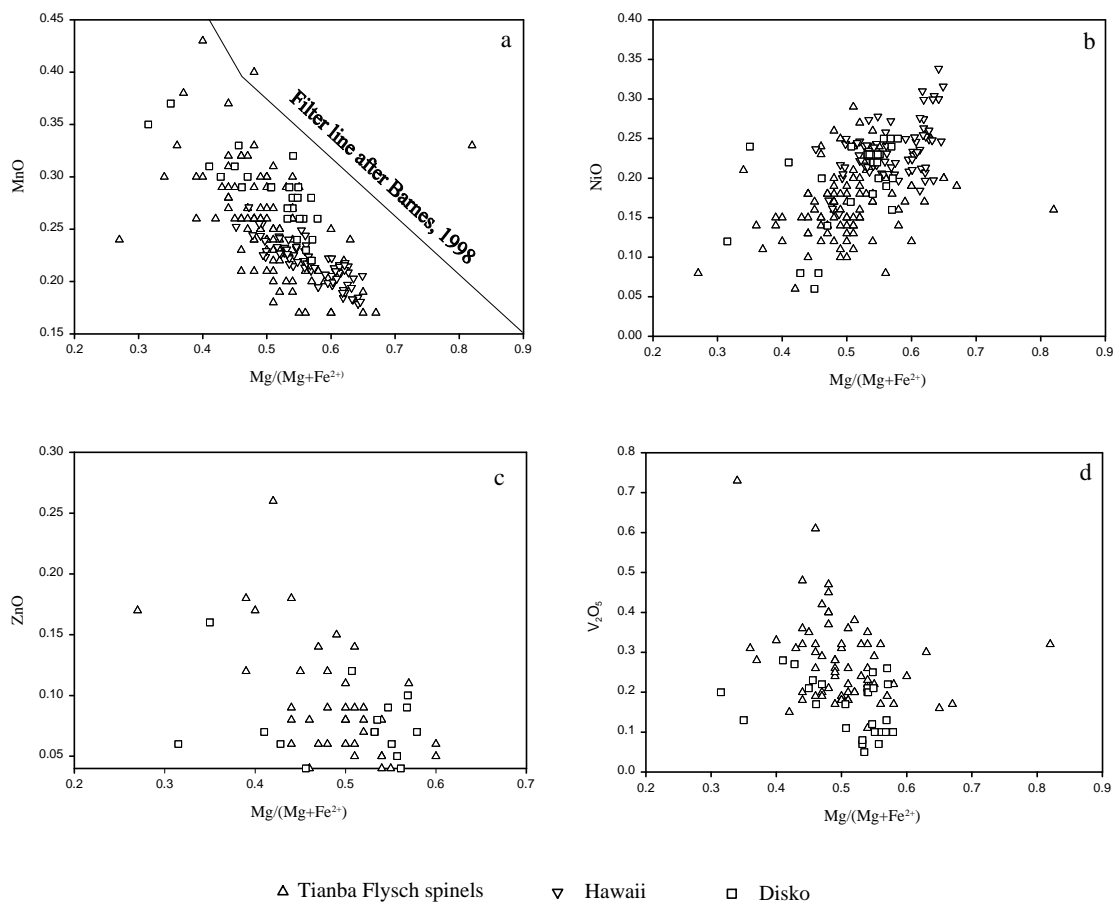 a
0.45
0.40
0.35
0.30
0.25
0.20
0.15
MnO
0.2 0.3 0.4 0.5 0.6 0.7 0.8 0.9
Mg/(Mg+Fe²⁺⁾
Filter line after Barnes, 1998
b
0.40
0.35
0.30
0.25
0.20
0.15
0.10
0.05
0.00
NiO
0.2 0.3 0.4 0.5 0.6 0.7 0.8 0.9
Mg/(Mg+Fe²⁺)
c
0.30
0.25
0.20
0.15
0.10
0.05
ZnO
0.2 0.3 0.4 0.5 0.6 0.7
Mg/(Mg+Fe²⁺)
d
0.8
0.7
0.6
0.5
0.4
0.3
0.2
0.1
0.0
V₂O₅
0.2 0.3 0.4 0.5 0.6 0.7 0.8 0.9
Mg/(Mg+Fe²⁺)
Tianba Flysch spinels Hawaii Disko